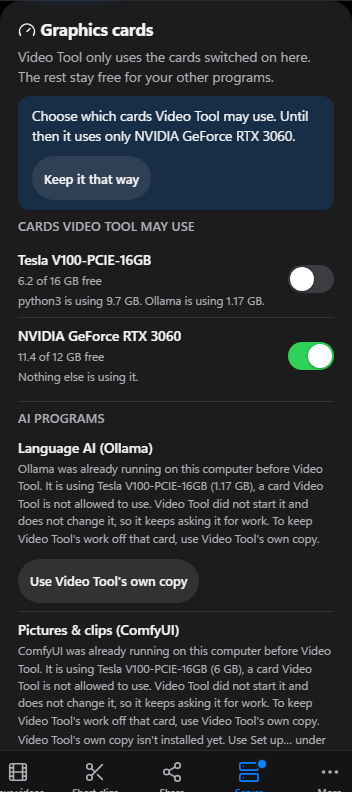 Graphics cards
Video Tool only uses the cards switched on here.
The rest stay free for your other programs.
Choose which cards Video Tool may use. Until
then it uses only NVIDIA GeForce RTX 3060.
Keep it that way
CARDS VIDEO TOOL MAY USE
Tesla V100-PCIE-16GB
6.2 of 16 GB free
python3 is using 9.7 GB. Ollama is using 1.17 GB.
NVIDIA GeForce RTX 3060
11.4 of 12 GB free
Nothing else is using it.
AI PROGRAMS
Language AI (Ollama)
Ollama was already running on this computer before Video
Tool. It is using Tesla V100-PCIE-16GB (1.17 GB), a card Video
Tool is not allowed to use. Video Tool did not start it and
does not change it, so it keeps asking it for work. To keep
Video Tool's work off that card, use Video Tool's own copy.
Use Video Tool's own copy
Pictures & clips (ComfyUI)
ComfyUI was already running on this computer before Video
Tool. It is using Tesla V100-PCIE-16GB (6 GB), a card Video
Tool is not allowed to use. Video Tool did not start it and
does not change it, so it keeps asking it for work. To keep
Video Tool's work off that card, use Video Tool's own copy.
Video Tool's own copy isn't installed yet. Use Set up... under